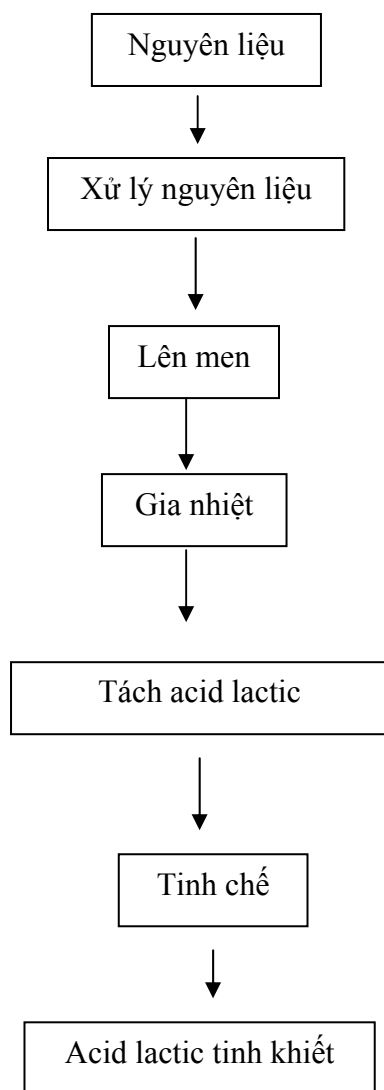 Nguyên liệu
Xử lý nguyên liệu
Lên men
Gia nhiệt
Tách acid lactic
Tinh chế
Acid lactic tinh khiết